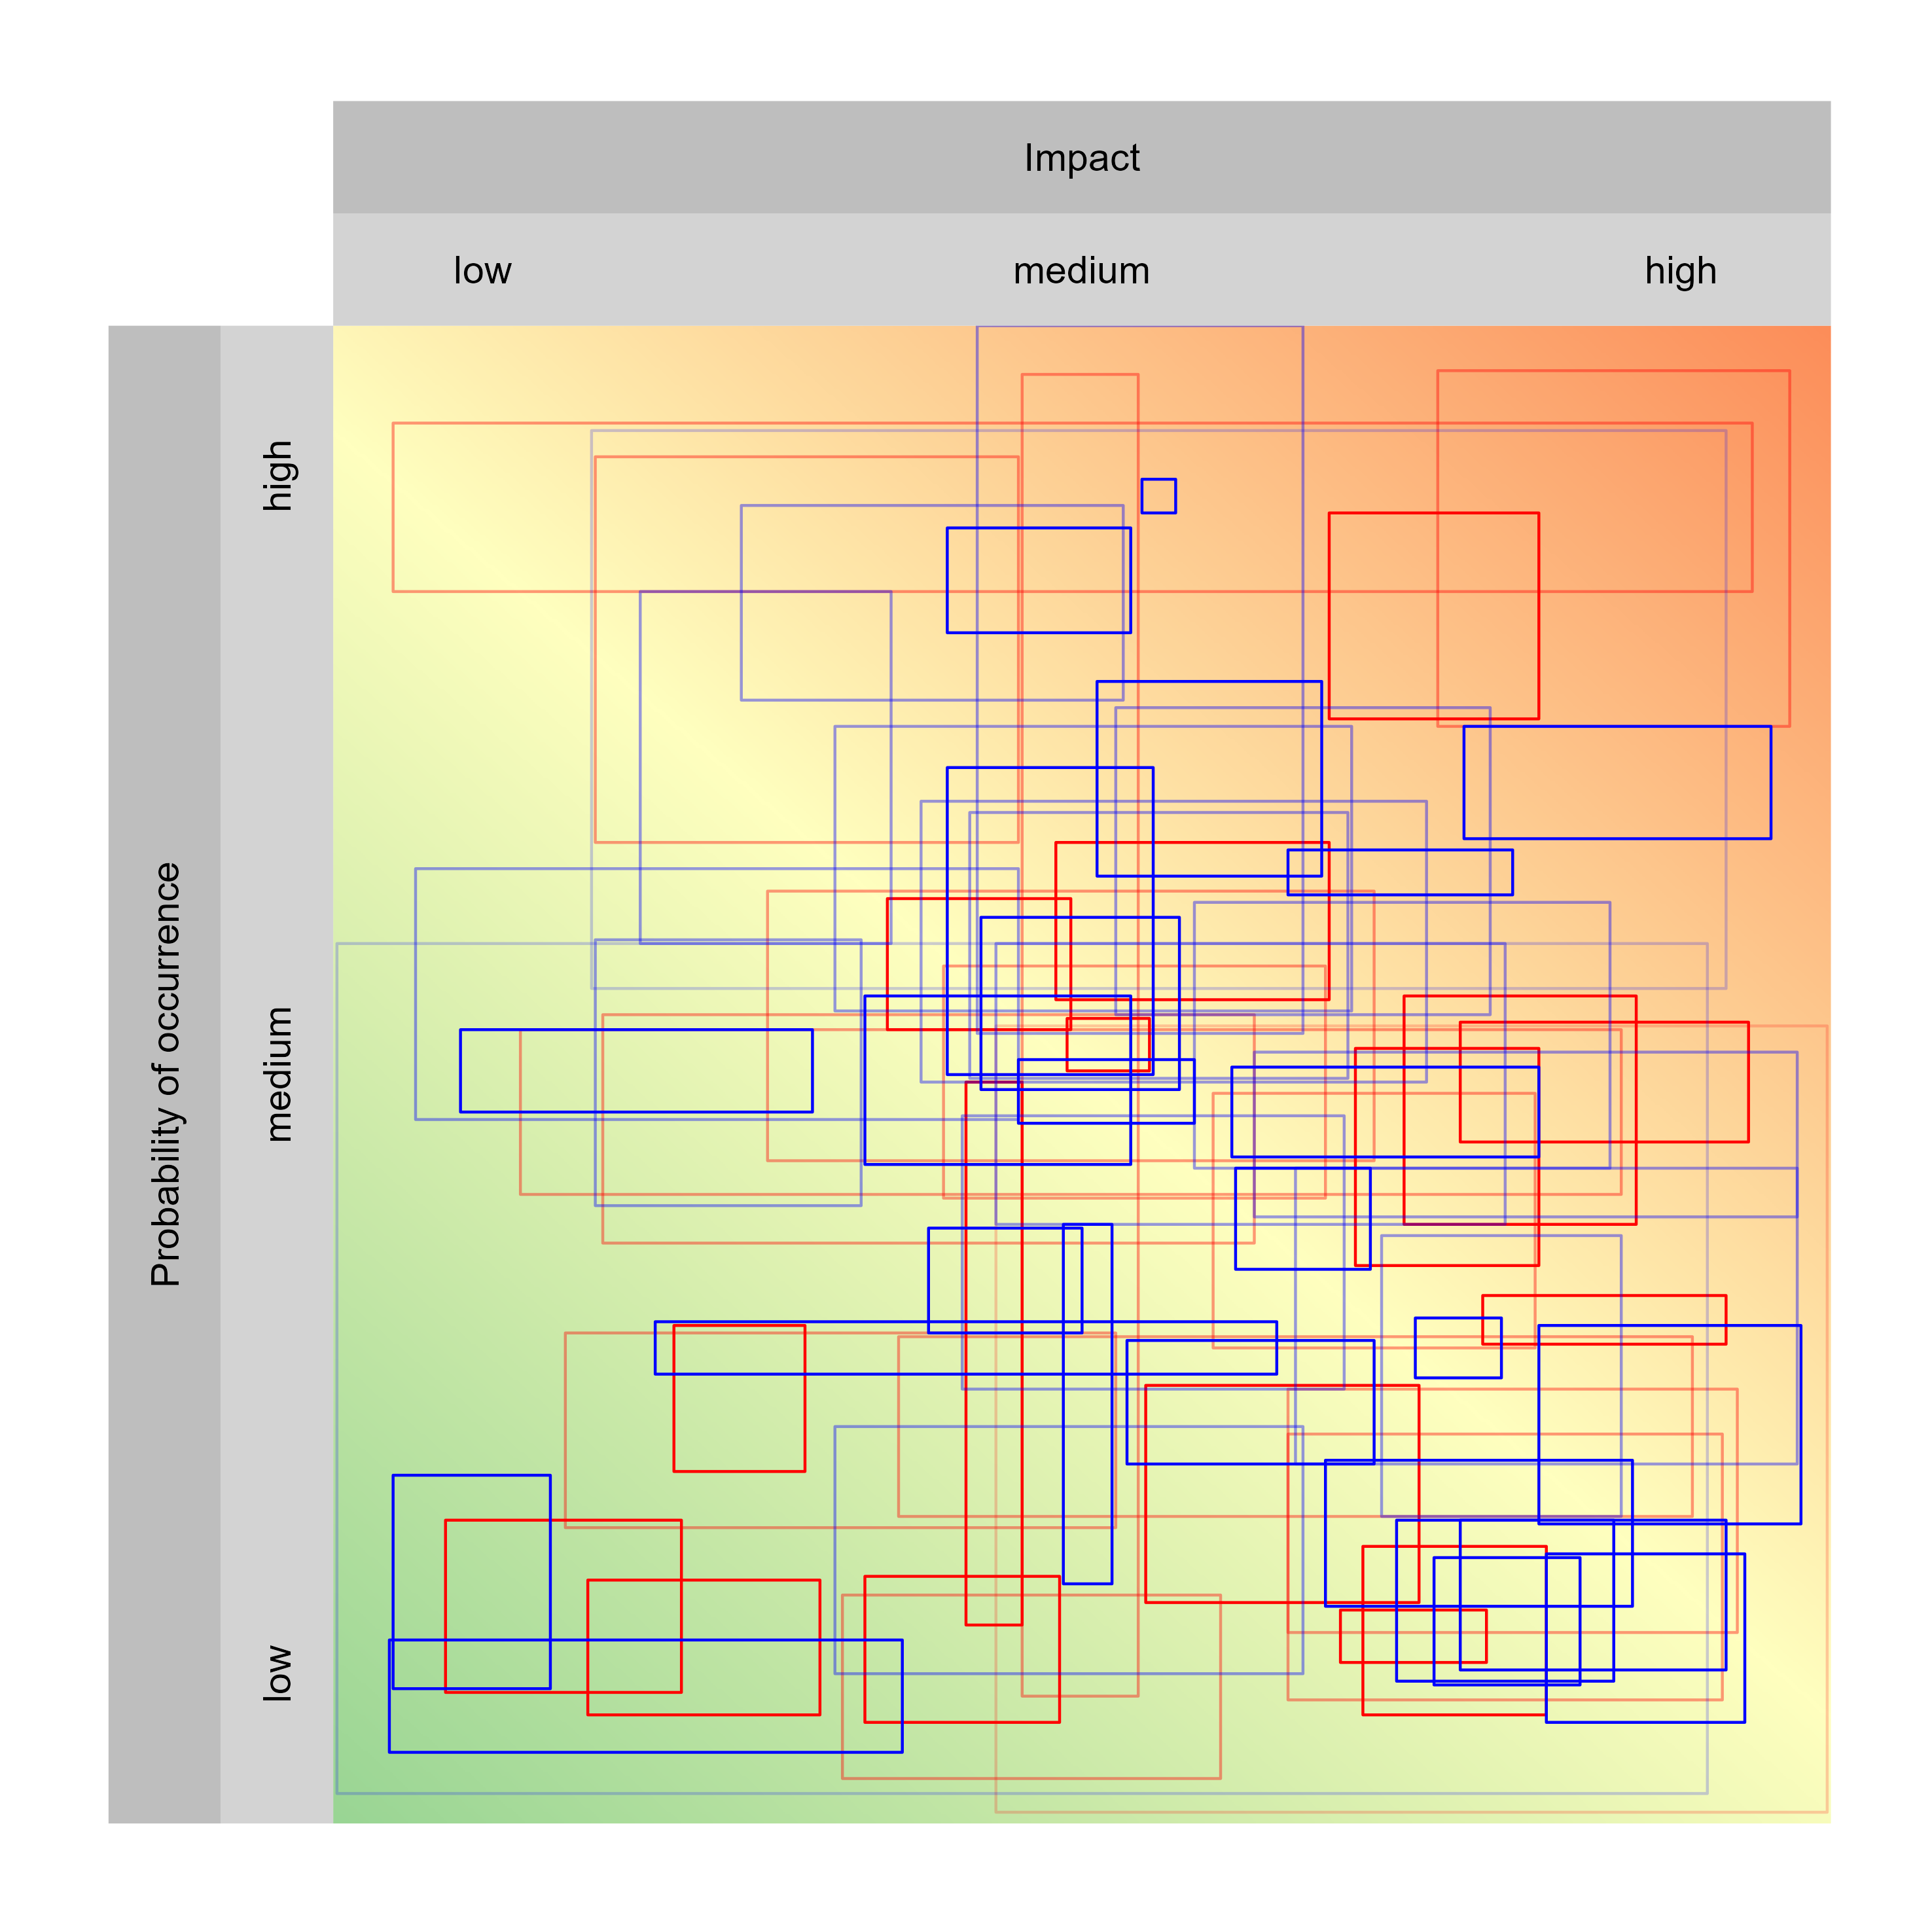 Impact
low medium high
Probability of occurrence
high
medium
low